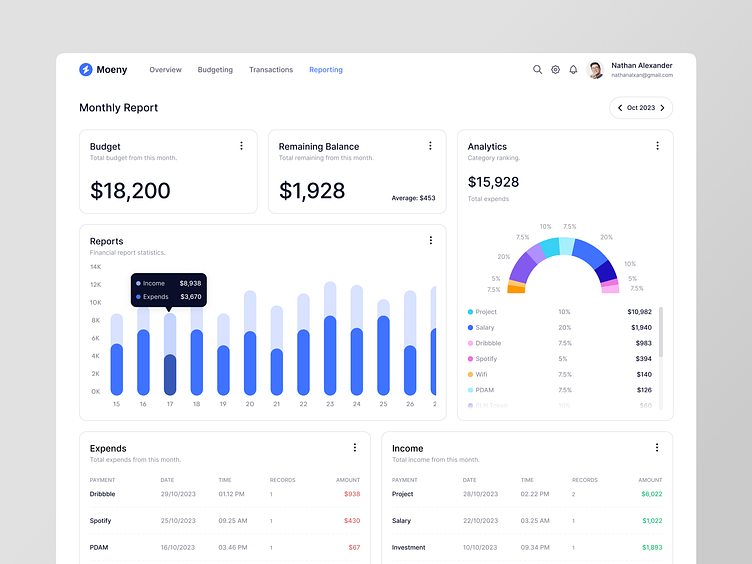 Moeny
Overview Budgeting Transactions Reporting
Nathan Alexander
nathanalxan@gmail.com
Monthly Report
Oct 2023
Budget
Total budget from this month.
$18,200
Remaining Balance
Total remaining from this month.
$1,928
Average: $453
Analytics
Category ranking.
$15,928
Total expends
7.5%
5%
20%
7.5%
10%
7.5%
20%
10%
5%
7.5%
Project 10% $10,982
Salary 20% $1,940
Dribbble 7.5% $983
Spotify 5% $394
Wifi 7.5% $140
PDAM 7.5% $126
PLN Token 10% $60
Reports
Financial report statistics.
14K
12K
10K
8K
6K
4K
2K
0K
Income $8,938
Expends $3,670
15 16 17 18 19 20 21 22 23 24 25 26 2
Expends
Total expends from this month.
PAYMENT DATE TIME RECORDS AMOUNT
Dribbble 29/10/2023 01.12 PM 1 $938
Spotify 25/10/2023 09.25 AM 1 $430
PDAM 16/10/2023 03.46 PM 1 $67
Income
Total income from this month.
PAYMENT DATE TIME RECORDS AMOUNT
Project 28/10/2023 02.22 PM 2 $6,022
Salary 22/10/2023 03.25 AM 1 $1,022
Investment 10/10/2023 09.34 PM 1 $1,893